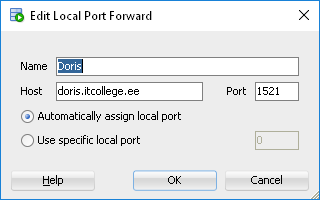 Edit Local Port Forward
Name Doris
Host doris.itcollege.ee Port 1521
Automatically assign local port
Use specific local port 0
Help OK Cancel